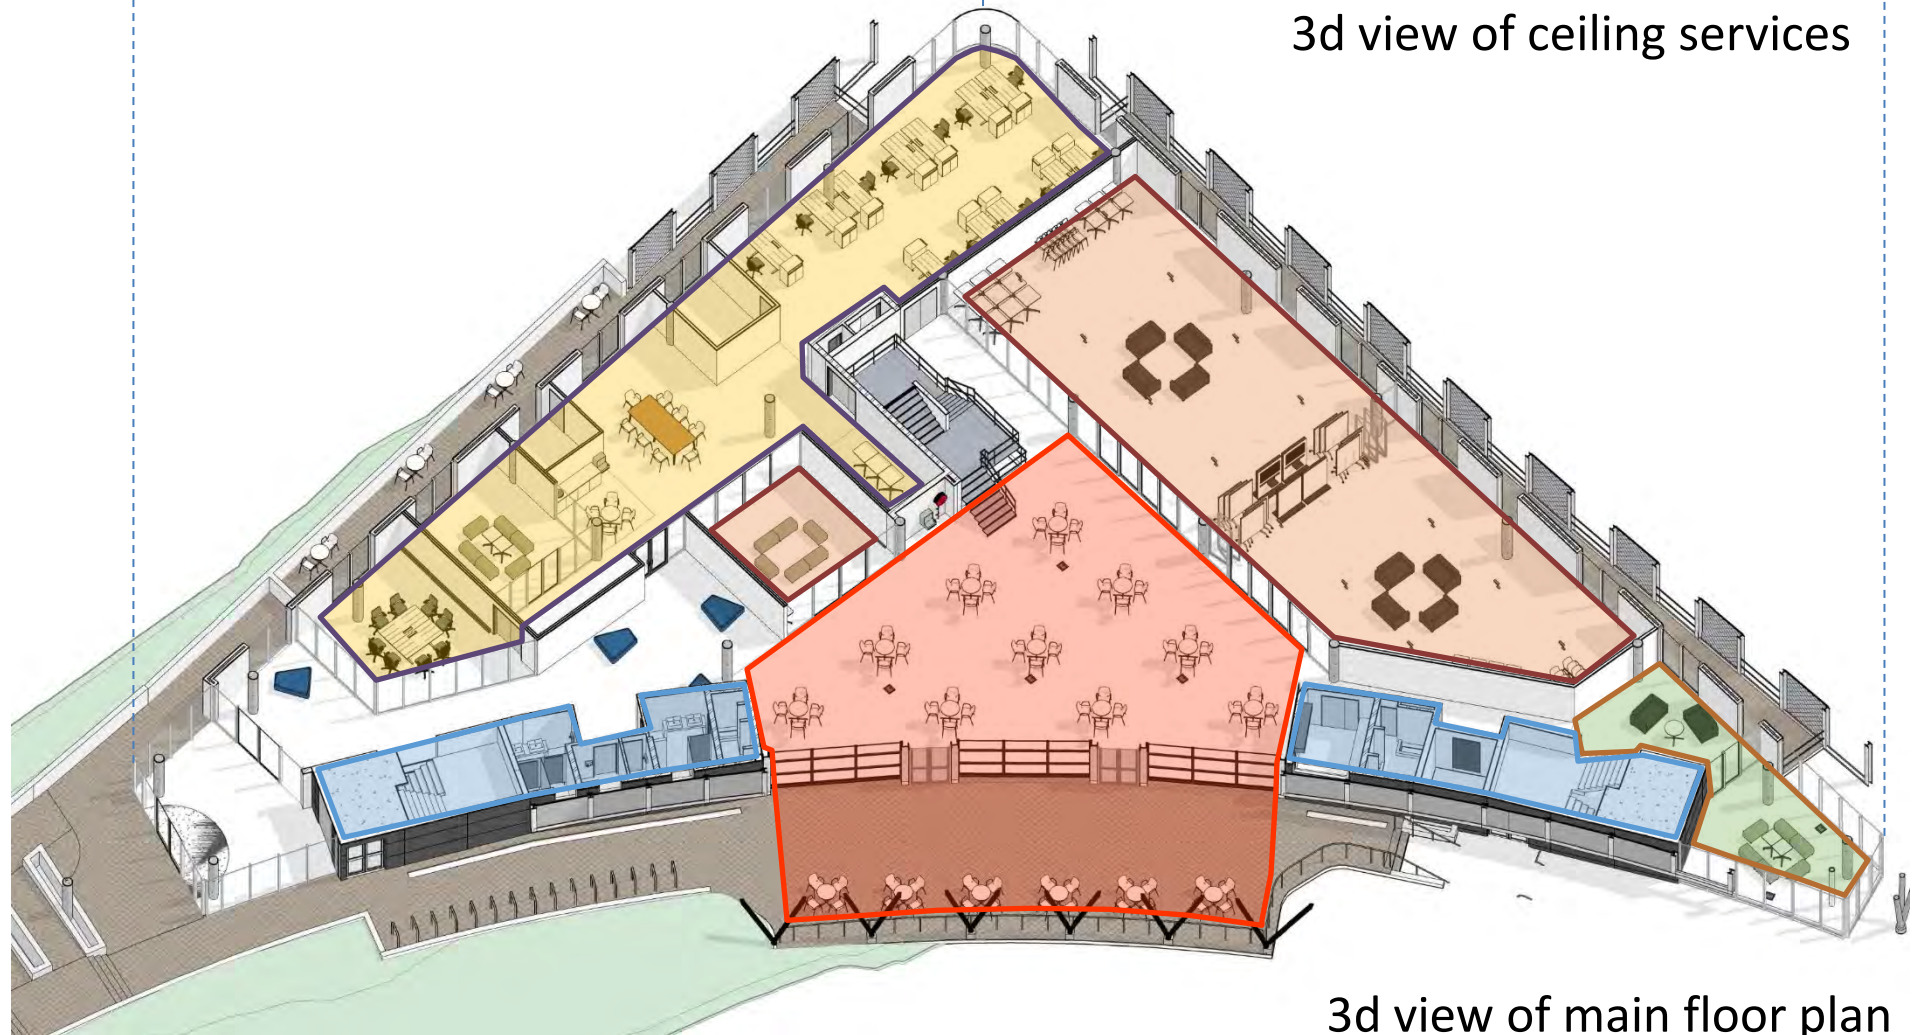 3d view of ceiling services
3d view of main floor plan